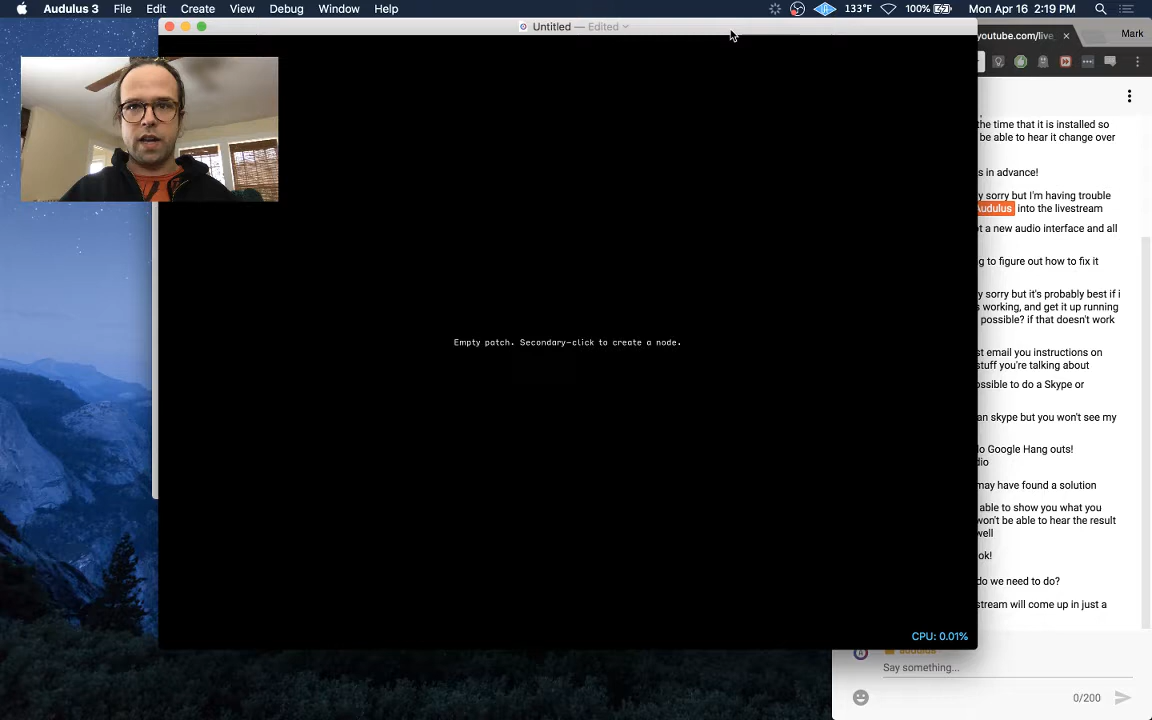 Audulus 3 File Edit Create View Debug Window Help 133°F 100% Mon Apr 16 2:19 PM
Untitled — Edited
youtube.com/live_
Mark
the time that it is installed so
be able to hear it change over
s in advance!
y sorry but I'm having trouble
Audulus into the livestream
t a new audio interface and all
g to figure out how to fix it
y sorry but it's probably best if i
s working, and get it up running
possible? if that doesn't work
st email you instructions on
stuff you're talking about
ossible to do a Skype or
an skype but you won't see my
lo Google Hang outs!
dio
may have found a solution
able to show you what you
won't be able to hear the result
well
ok!
do we need to do?
stream will come up in just a
Empty patch. Secondary-click to create a node.
CPU: 0.01%
audulus
Say something...
0/200